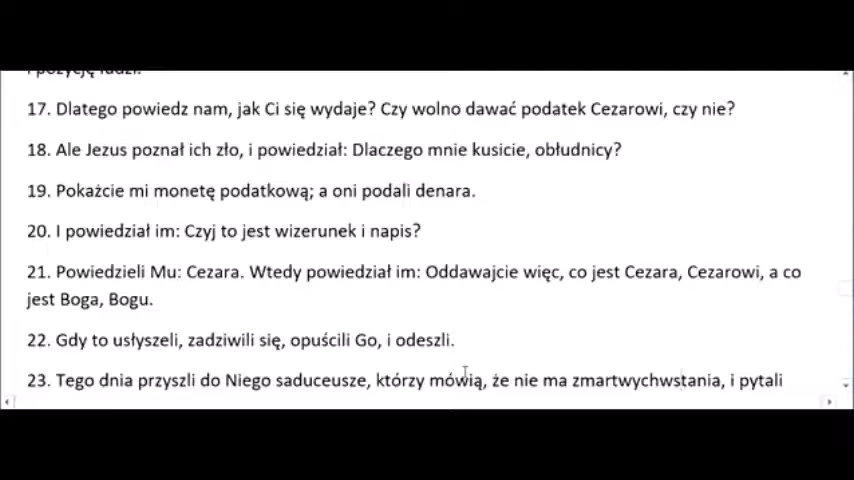 17. Dlatego powiedz nam, jak Ci się wydaje? Czy wolno dawać podatek Cezarowi, czy nie?
18. Ale Jezus poznał ich zło, i powiedział: Dlaczego mnie kusicie, obłudnicy?
19. Pokażcie mi monetę podatkową; a oni podali denara.
20. I powiedział im: Czyj to jest wizerunek i napis?
21. Powiedzieli Mu: Cezara. Wtedy powiedział im: Oddawajcie więc, co jest Cezara, Cezarowi, a co
jest Boga, Bogu.
22. Gdy to usłyszeli, zadziwili się, opuścili Go, i odeszli.
23. Tego dnia przyszli do Niego saduceusze, którzy mówią, że nie ma zmartwychwstania, i pytali